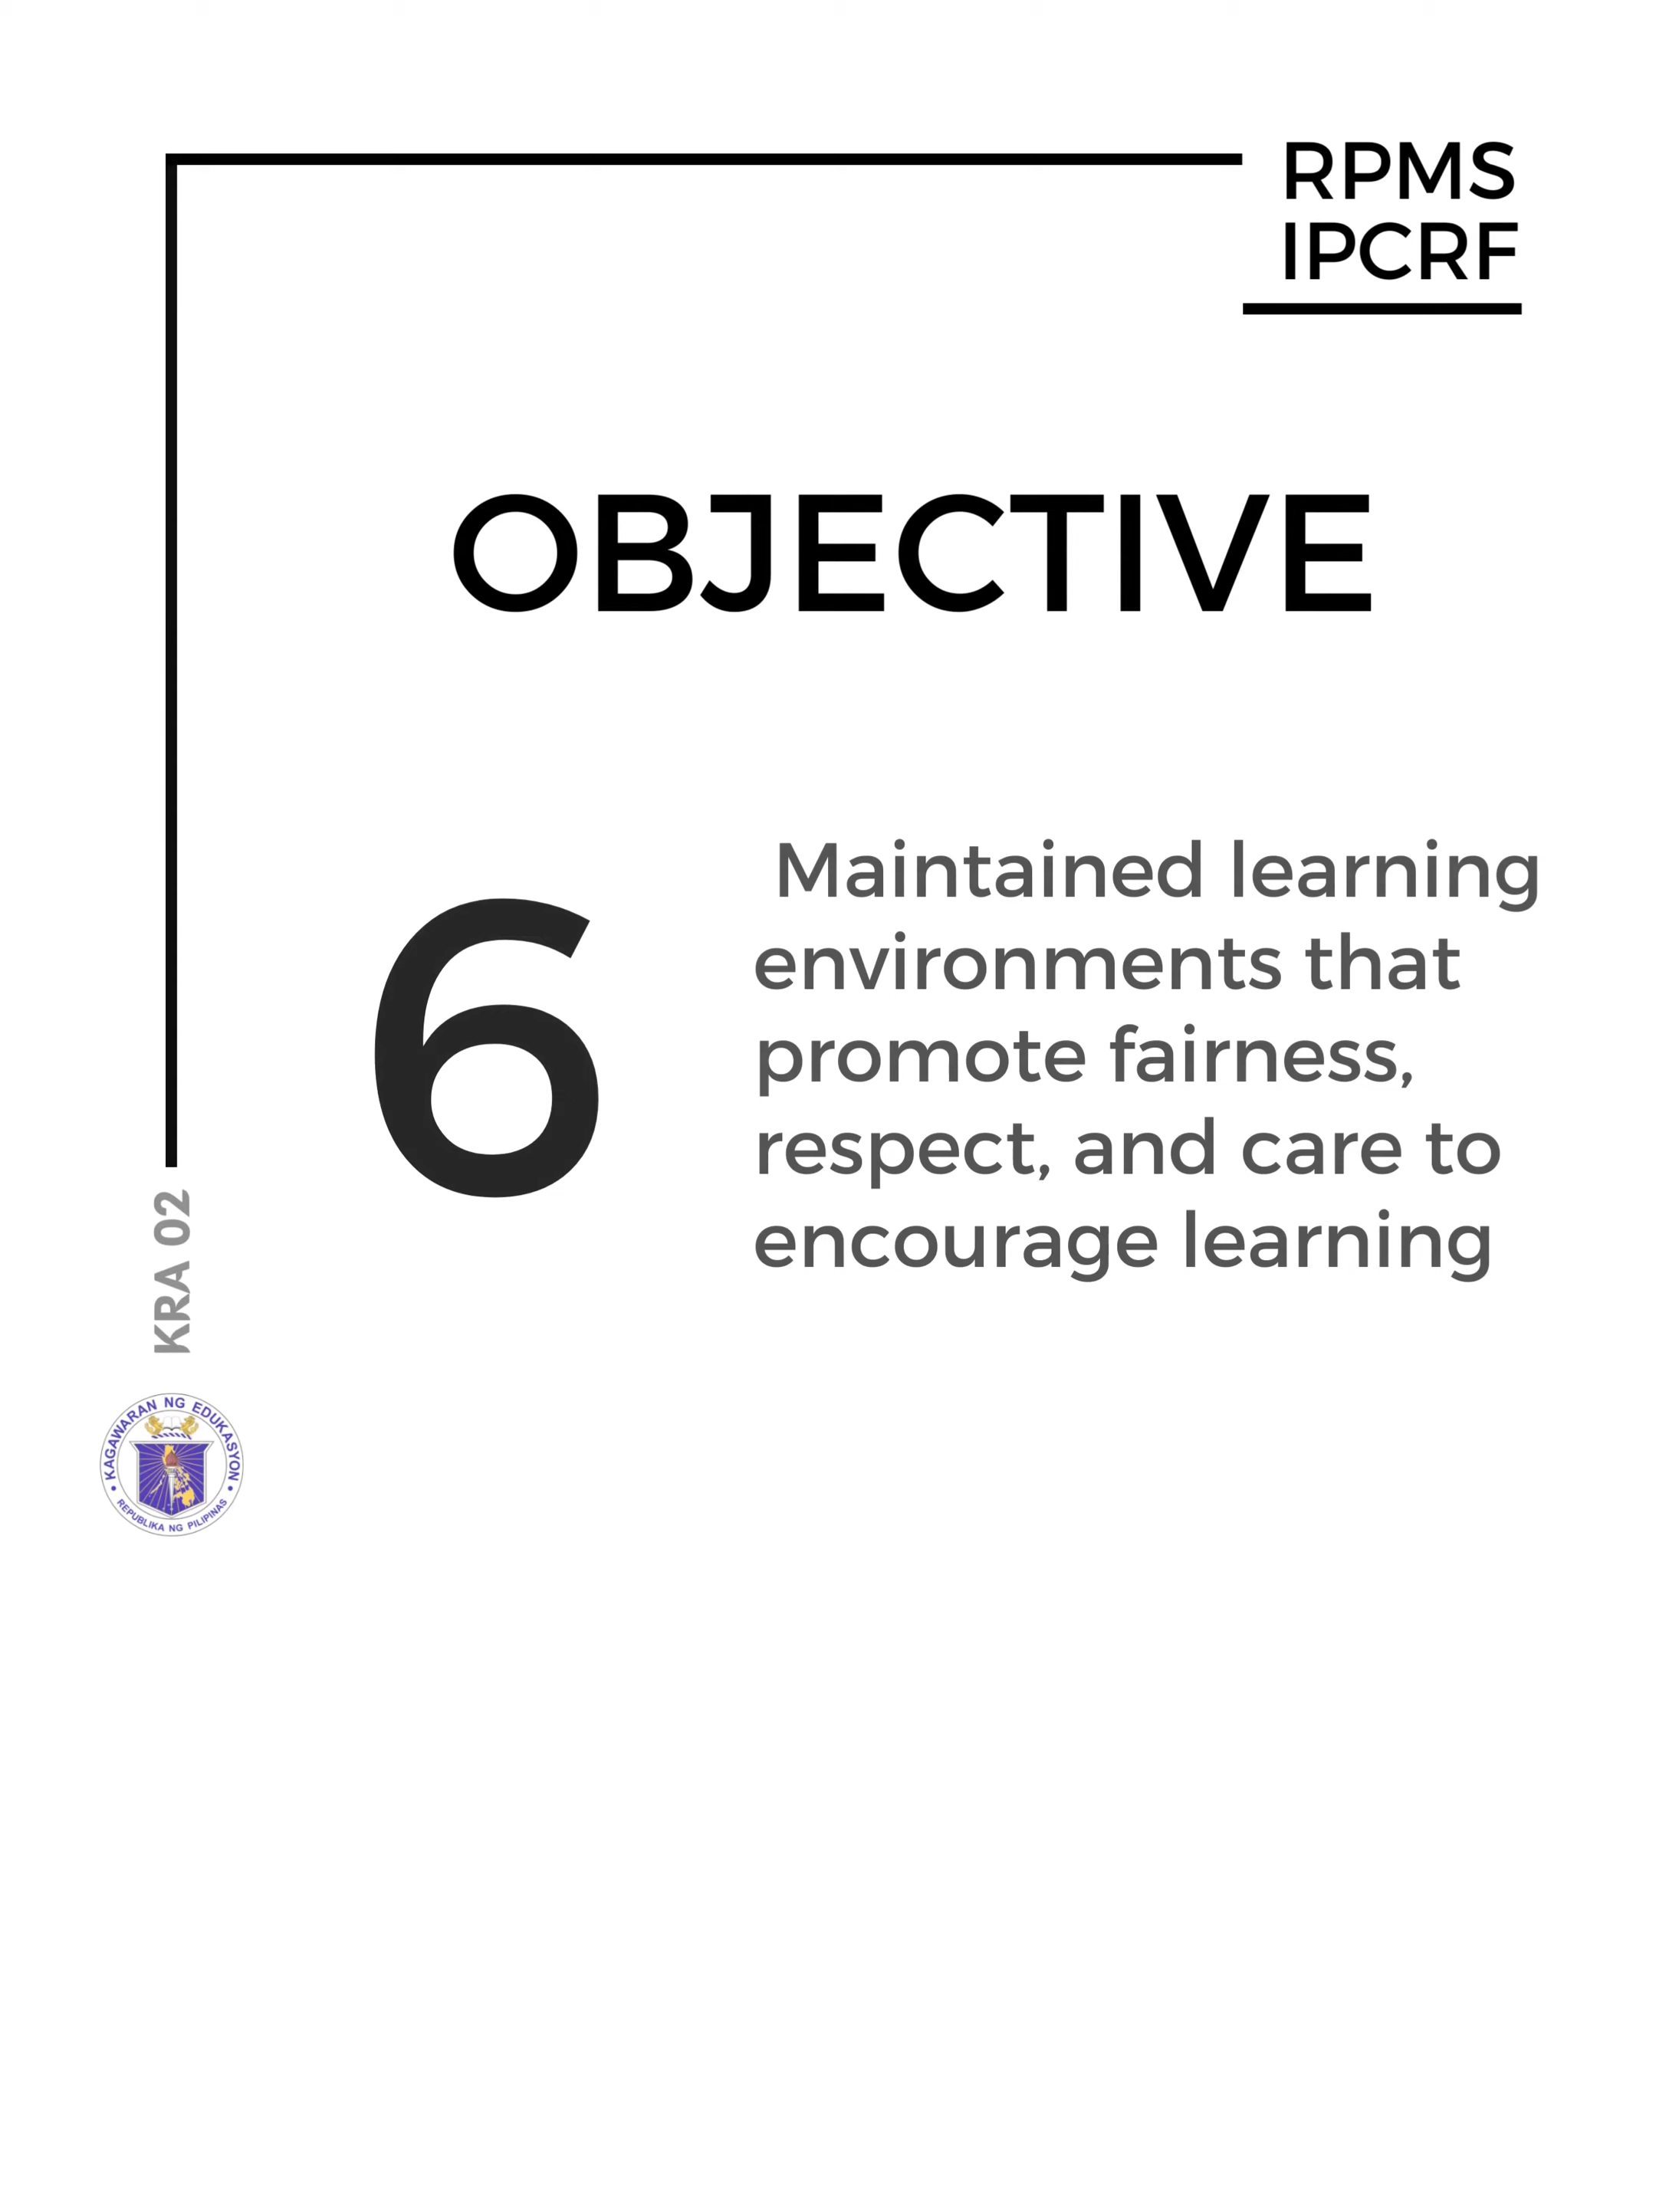 RPMS
IPCRF
OBJECTIVE
6
Maintained learning
environments that
promote fairness,
respect, and care to
encourage learning
KRA 02
KAGAWARAN NG EDUKASYON
REPUBLIKA NG PILIPINAS